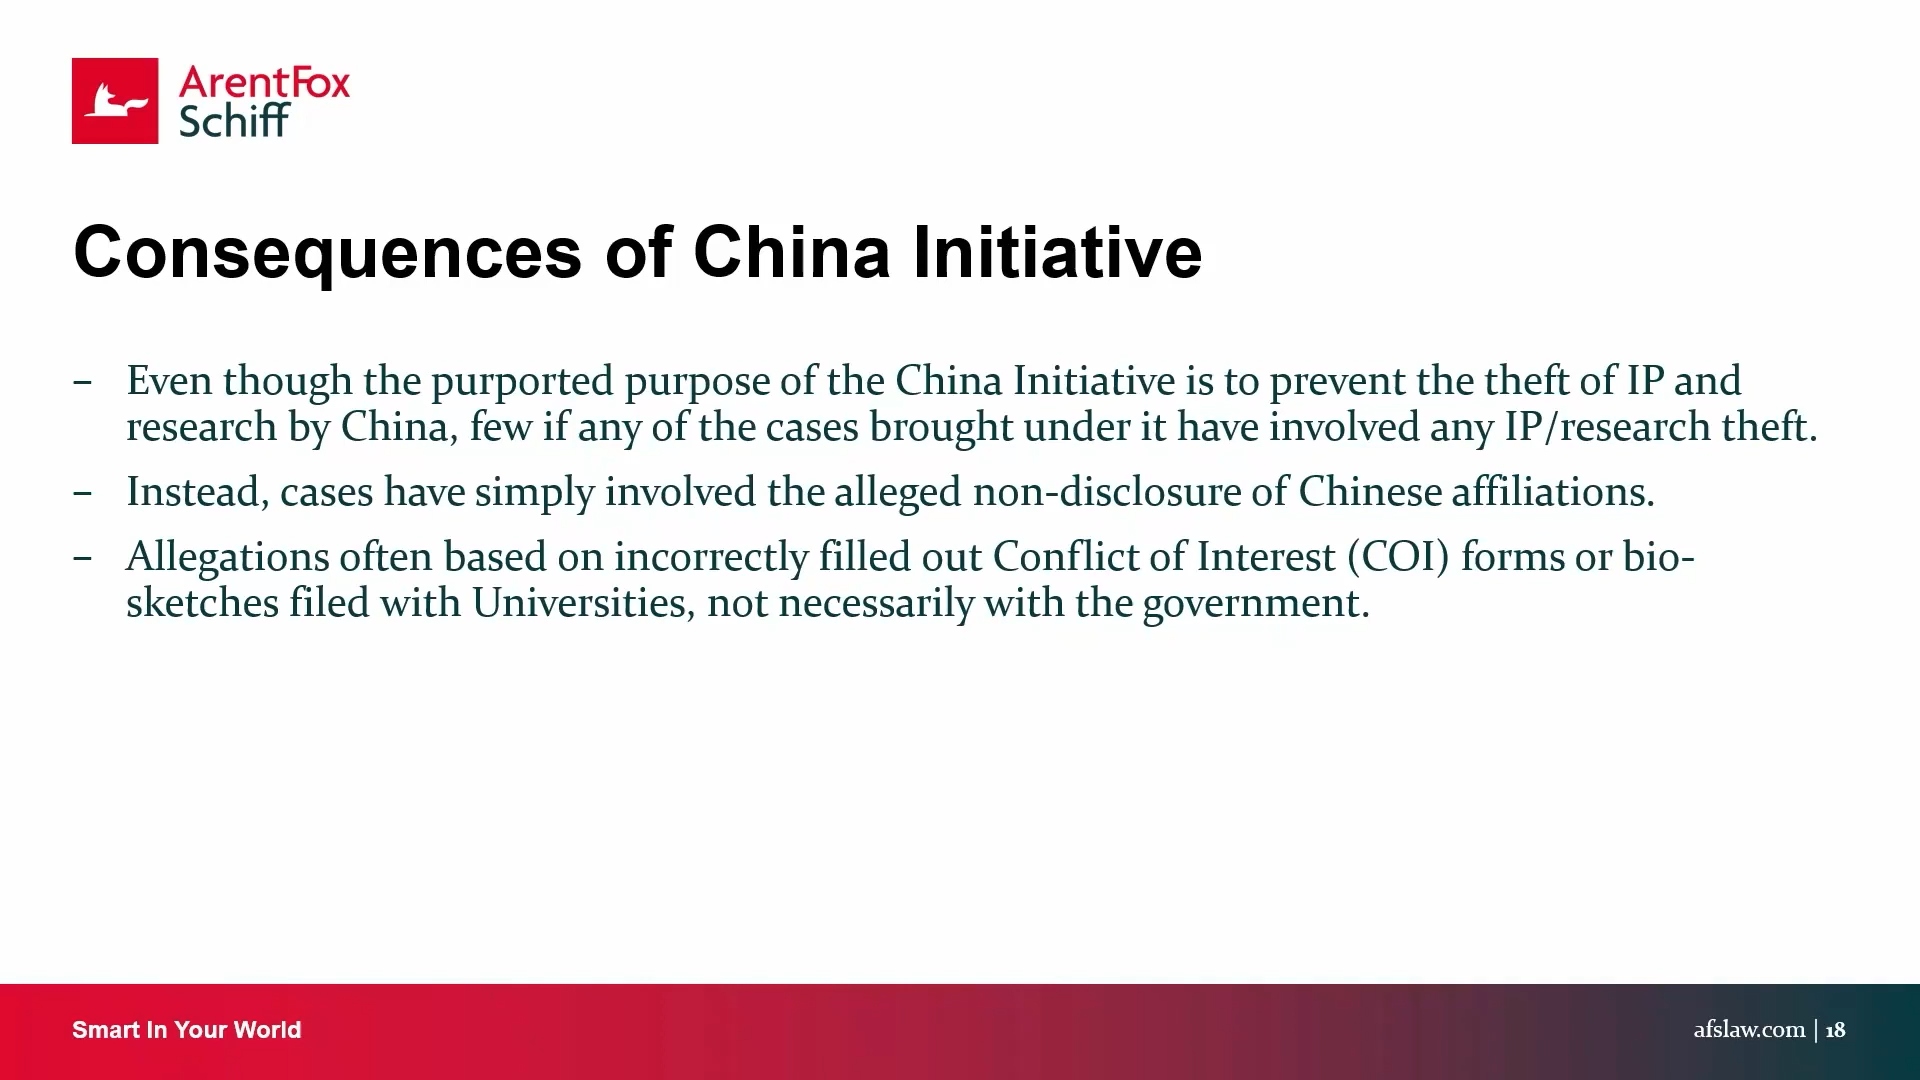 ArentFox
Schiff
Consequences of China Initiative
– Even though the purported purpose of the China Initiative is to prevent the theft of IP and
research by China, few if any of the cases brought under it have involved any IP/research theft.
– Instead, cases have simply involved the alleged non-disclosure of Chinese affiliations.
– Allegations often based on incorrectly filled out Conflict of Interest (COI) forms or bio-
sketches filed with Universities, not necessarily with the government.
Smart In Your World
afslaw.com | 18